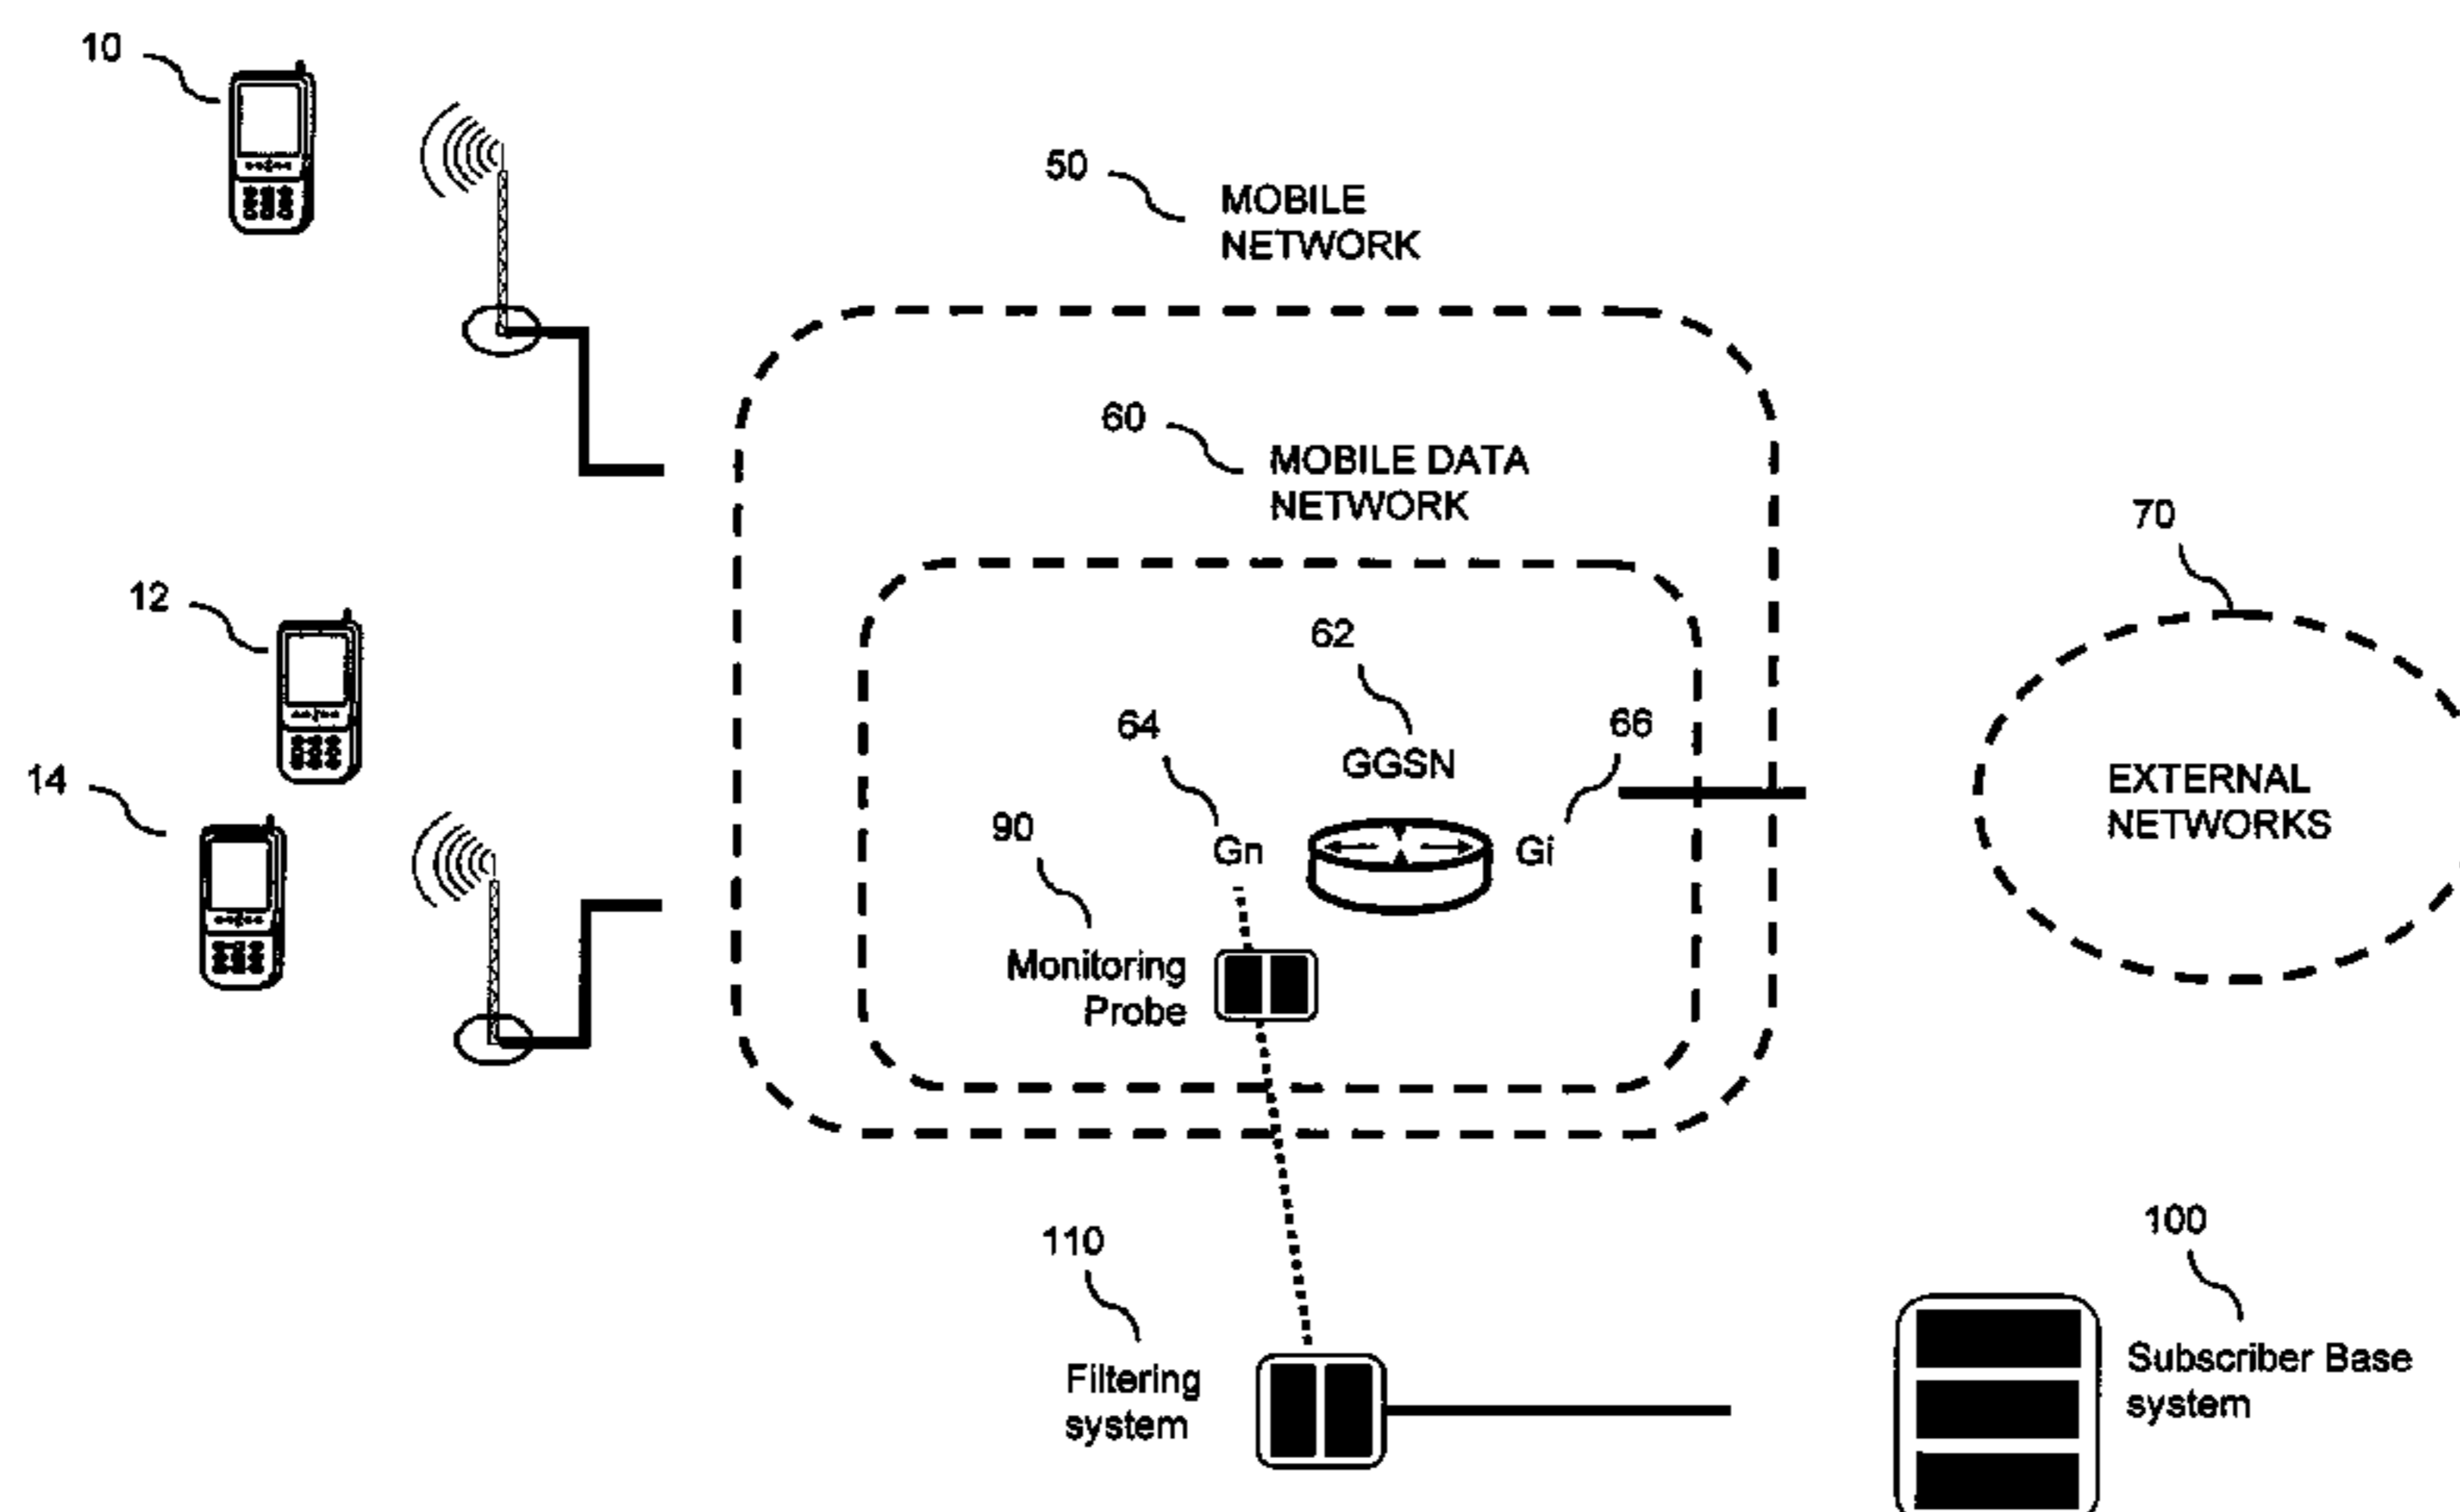 10
50
MOBILE
NETWORK
60
MOBILE DATA
NETWORK
70
12
62
64
66
14
GGSN
EXTERNAL
NETWORKS
90
Gn
Gi
Monitoring
Probe
100
110
Subscriber Base
system
Filtering
system